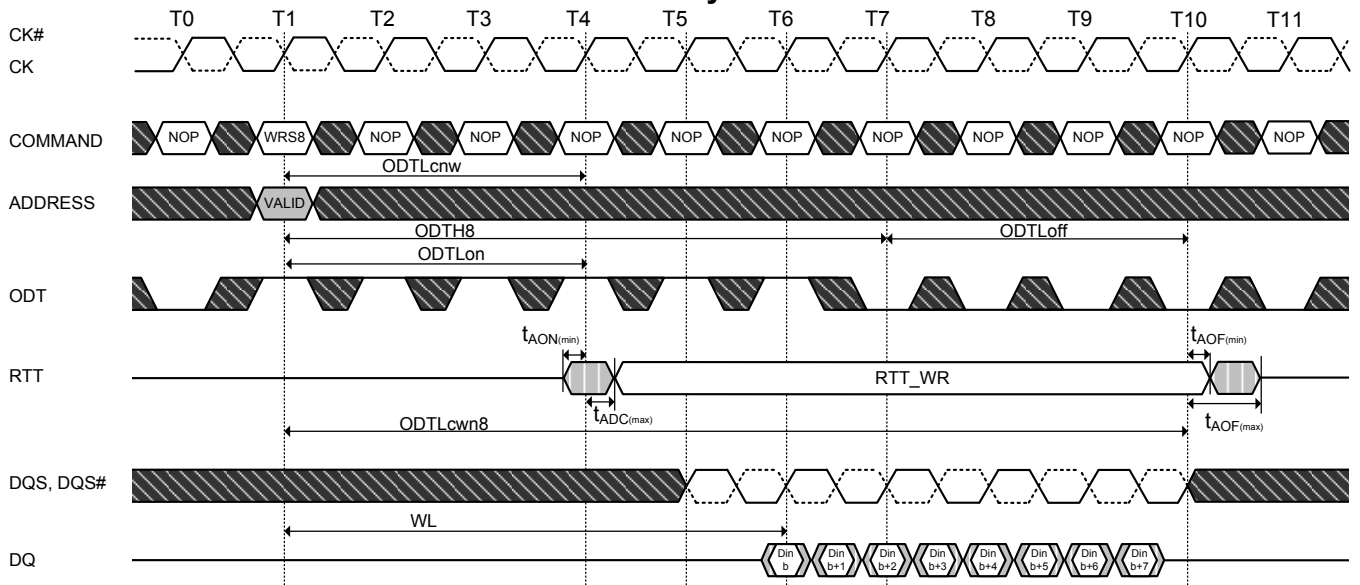 T0 T1 T2 T3 T4 T5 T6 T7 T8 T9 T10 T11
CK#
CK
COMMAND NOP WRS8 NOP NOP NOP NOP NOP NOP NOP NOP NOP NOP
ODTLcnw
ADDRESS VALID
ODTH8 ODTLoff
ODTLon
ODT
tAON(min) tAOF(min)
RTT RTT_WR
tADC(max) tAOF(max)
ODTLcwn8
DQS, DQS#
WL
DQ Din b Din b+1 Din b+2 Din b+3 Din b+4 Din b+5 Din b+6 Din b+7